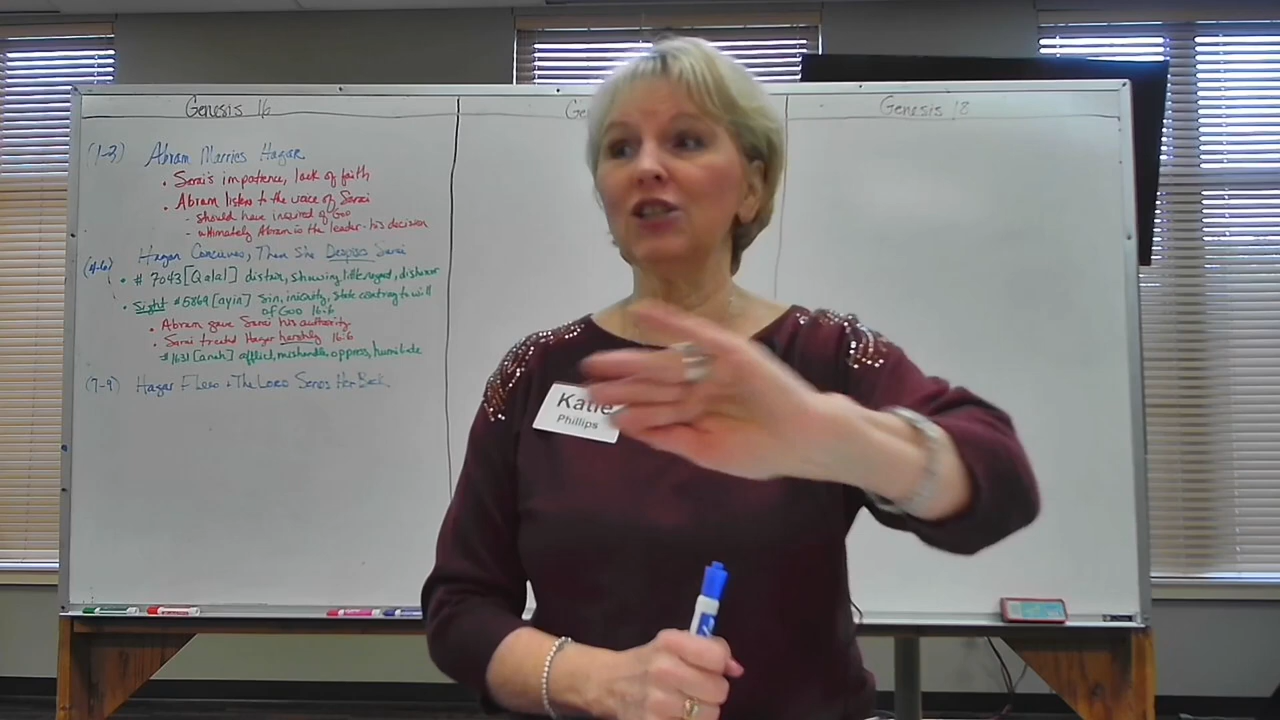 Genesis 16
Ge
Genesis 18
(1-3) Abram Marries Hagar
• Sarai's impatience, lack of faith
• Abram listens to the voice of Sarai
- should have inquired of God
- ultimately Abram is the leader - his decision
(4-6) Hagar Conceives, Then She Despises Sarai
• # 7043 [Qalal] distain, showing little regard, dishonor
• Sight #5869 [ayin] sin, iniquity, state contrary to will
of God 16:6
• Abram gave Sarai his authority
• Sarai treated Hagar harshly 16:6
#1631 [anah] afflict, mishandle, oppress, humiliate
(7-9) Hagar Flees + The Lord Sends Her Back
Katie
Phillips